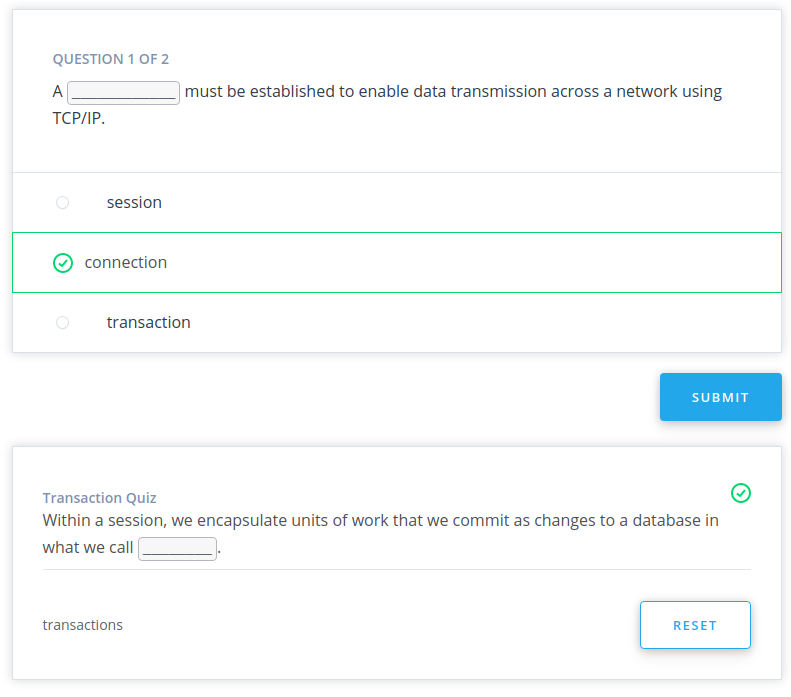 QUESTION 1 OF 2
A ______________ must be established to enable data transmission across a network using
TCP/IP.
session
connection
transaction
SUBMIT
Transaction Quiz
Within a session, we encapsulate units of work that we commit as changes to a database in
what we call _________.
transactions
RESET